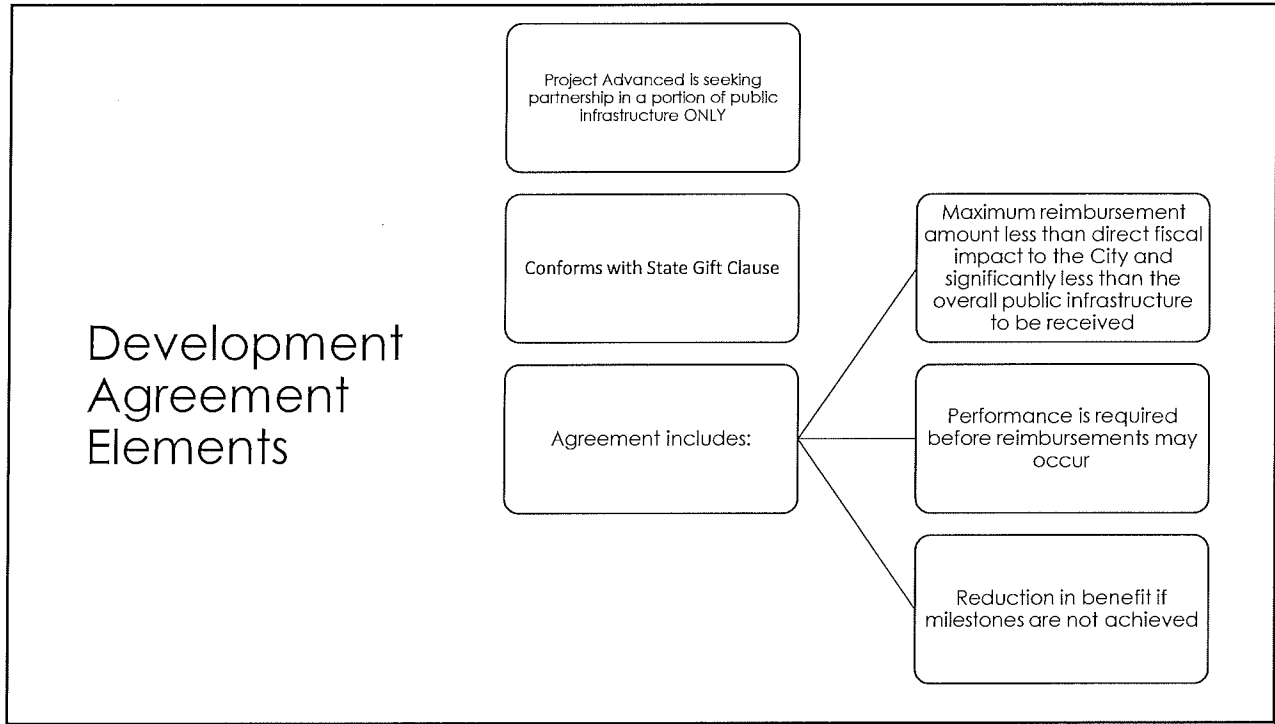 Development
Agreement
Elements
Project Advanced is seeking
partnership in a portion of public
infrastructure ONLY
Conforms with State Gift Clause
Agreement includes:
Maximum reimbursement
amount less than direct fiscal
impact to the City and
significantly less than the
overall public infrastructure
to be received
Performance is required
before reimbursements may
occur
Reduction in benefit if
milestones are not achieved